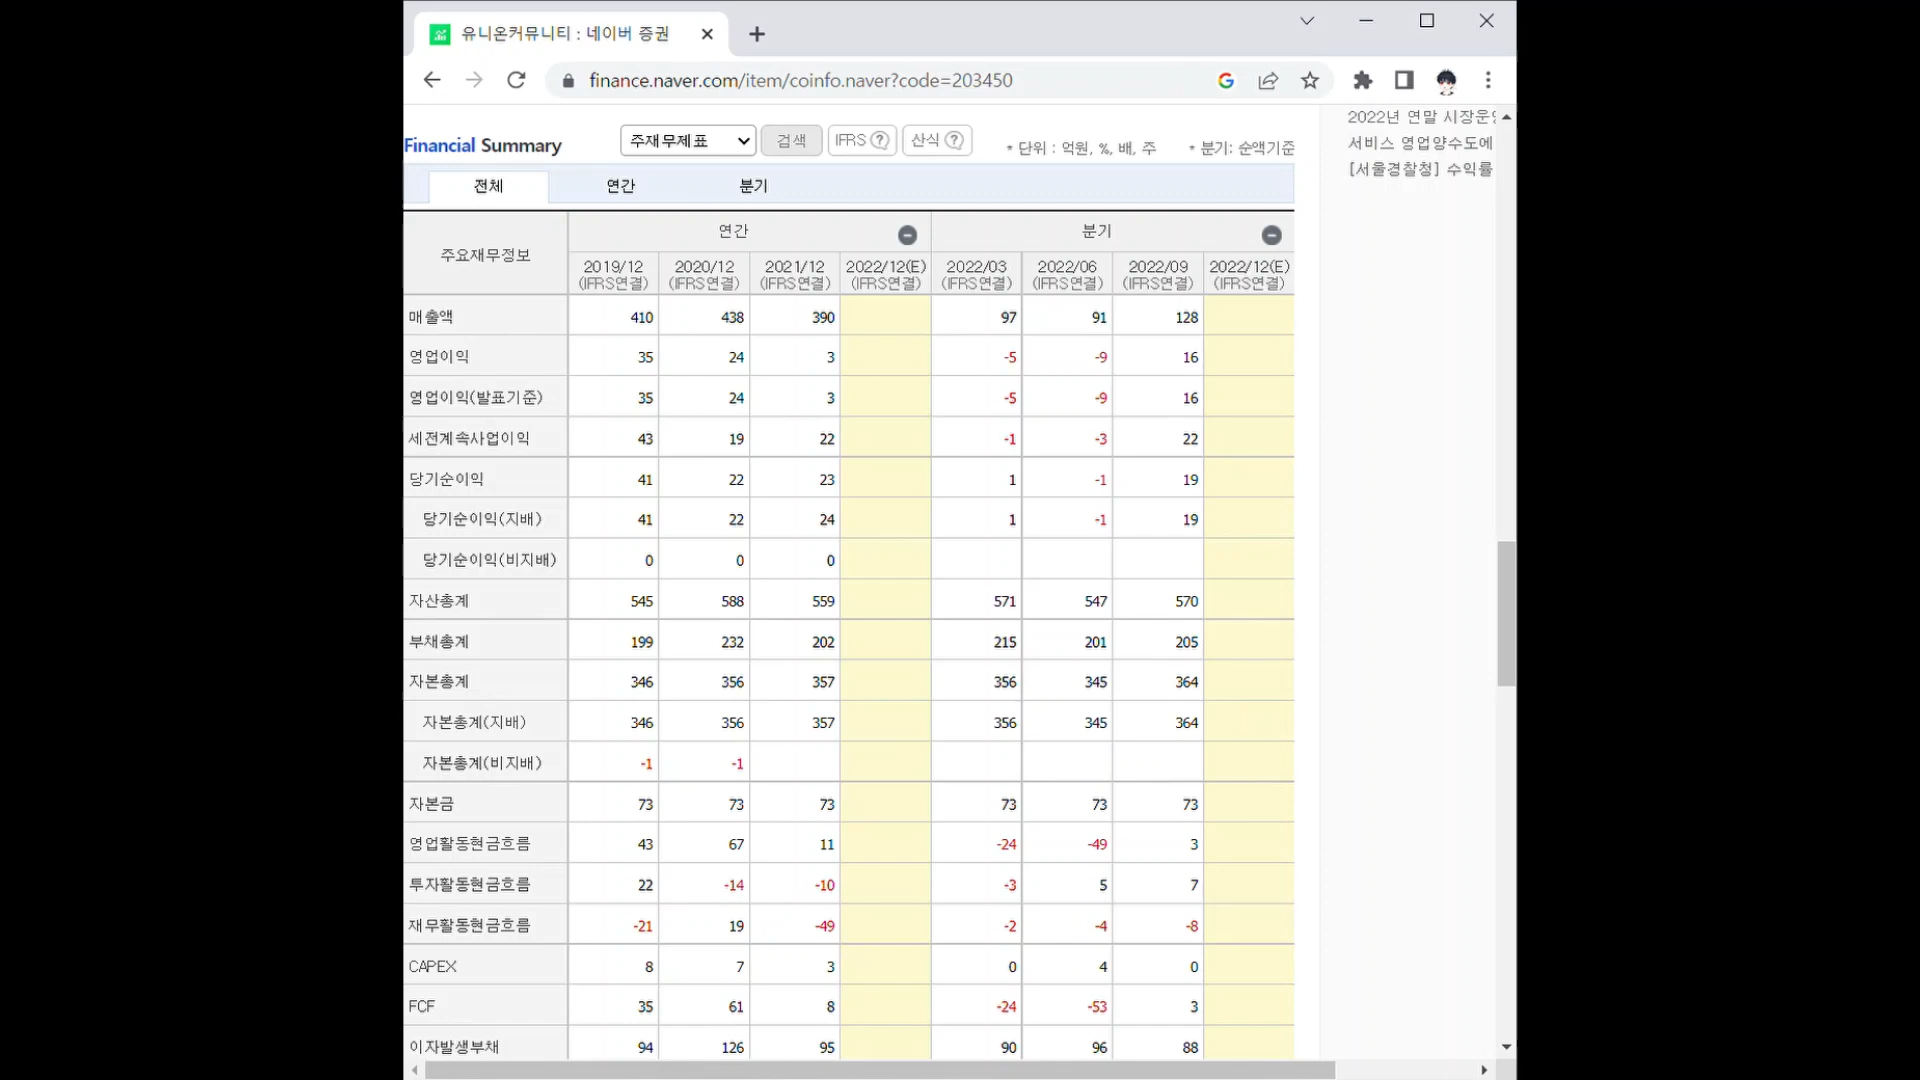 유니온커뮤니티 : 네이버 증권
finance.naver.com/item/coinfo.naver?code=203450
2022년 연말 시장운영
서비스 영업양수도에
[서울경찰청] 수익률
Financial Summary 주재무제표 검색 IFRS ? 산식 ? * 단위 : 억원, %, 배, 주 * 분기: 순액기준
전체 연간 분기
주요재무정보 연간 분기
2019/12 2020/12 2021/12 2022/12(E) 2022/03 2022/06 2022/09 2022/12(E)
(IFRS연결) (IFRS연결) (IFRS연결) (IFRS연결) (IFRS연결) (IFRS연결) (IFRS연결) (IFRS연결)
매출액 410 438 390 97 91 128
영업이익 35 24 3 -5 -9 16
영업이익(발표기준) 35 24 3 -5 -9 16
세전계속사업이익 43 19 22 -1 -3 22
당기순이익 41 22 23 1 -1 19
당기순이익(지배) 41 22 24 1 -1 19
당기순이익(비지배) 0 0 0
자산총계 545 588 559 571 547 570
부채총계 199 232 202 215 201 205
자본총계 346 356 357 356 345 364
자본총계(지배) 346 356 357 356 345 364
자본총계(비지배) -1 -1
자본금 73 73 73 73 73 73
영업활동현금흐름 43 67 11 -24 -49 3
투자활동현금흐름 22 -14 -10 -3 5 7
재무활동현금흐름 -21 19 -49 -2 -4 -8
CAPEX 8 7 3 0 4 0
FCF 35 61 8 -24 -53 3
이자발생부채 94 126 95 90 96 88